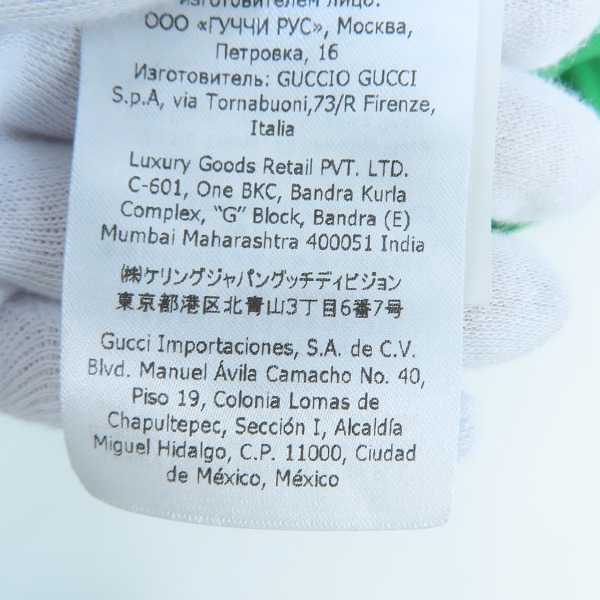 изготовителем лицо:
ООО «ГУЧЧИ РУС», Москва,
Петровка, 16
Изготовитель: GUCCIO GUCCI
S.p.A, via Tornabuoni,73/R Firenze,
Italia
Luxury Goods Retail PVT. LTD.
C-601, One BKC, Bandra Kurla
Complex, “G” Block, Bandra (E)
Mumbai Maharashtra 400051 India
㈱ケリングジャパングッチディビジョン
東京都港区北青山3丁目6番7号
Gucci Importaciones, S.A. de C.V.
Blvd. Manuel Ávila Camacho No. 40,
Piso 19, Colonia Lomas de
Chapultepec, Sección I, Alcaldía
Miguel Hidalgo, C.P. 11000, Ciudad
de México, México